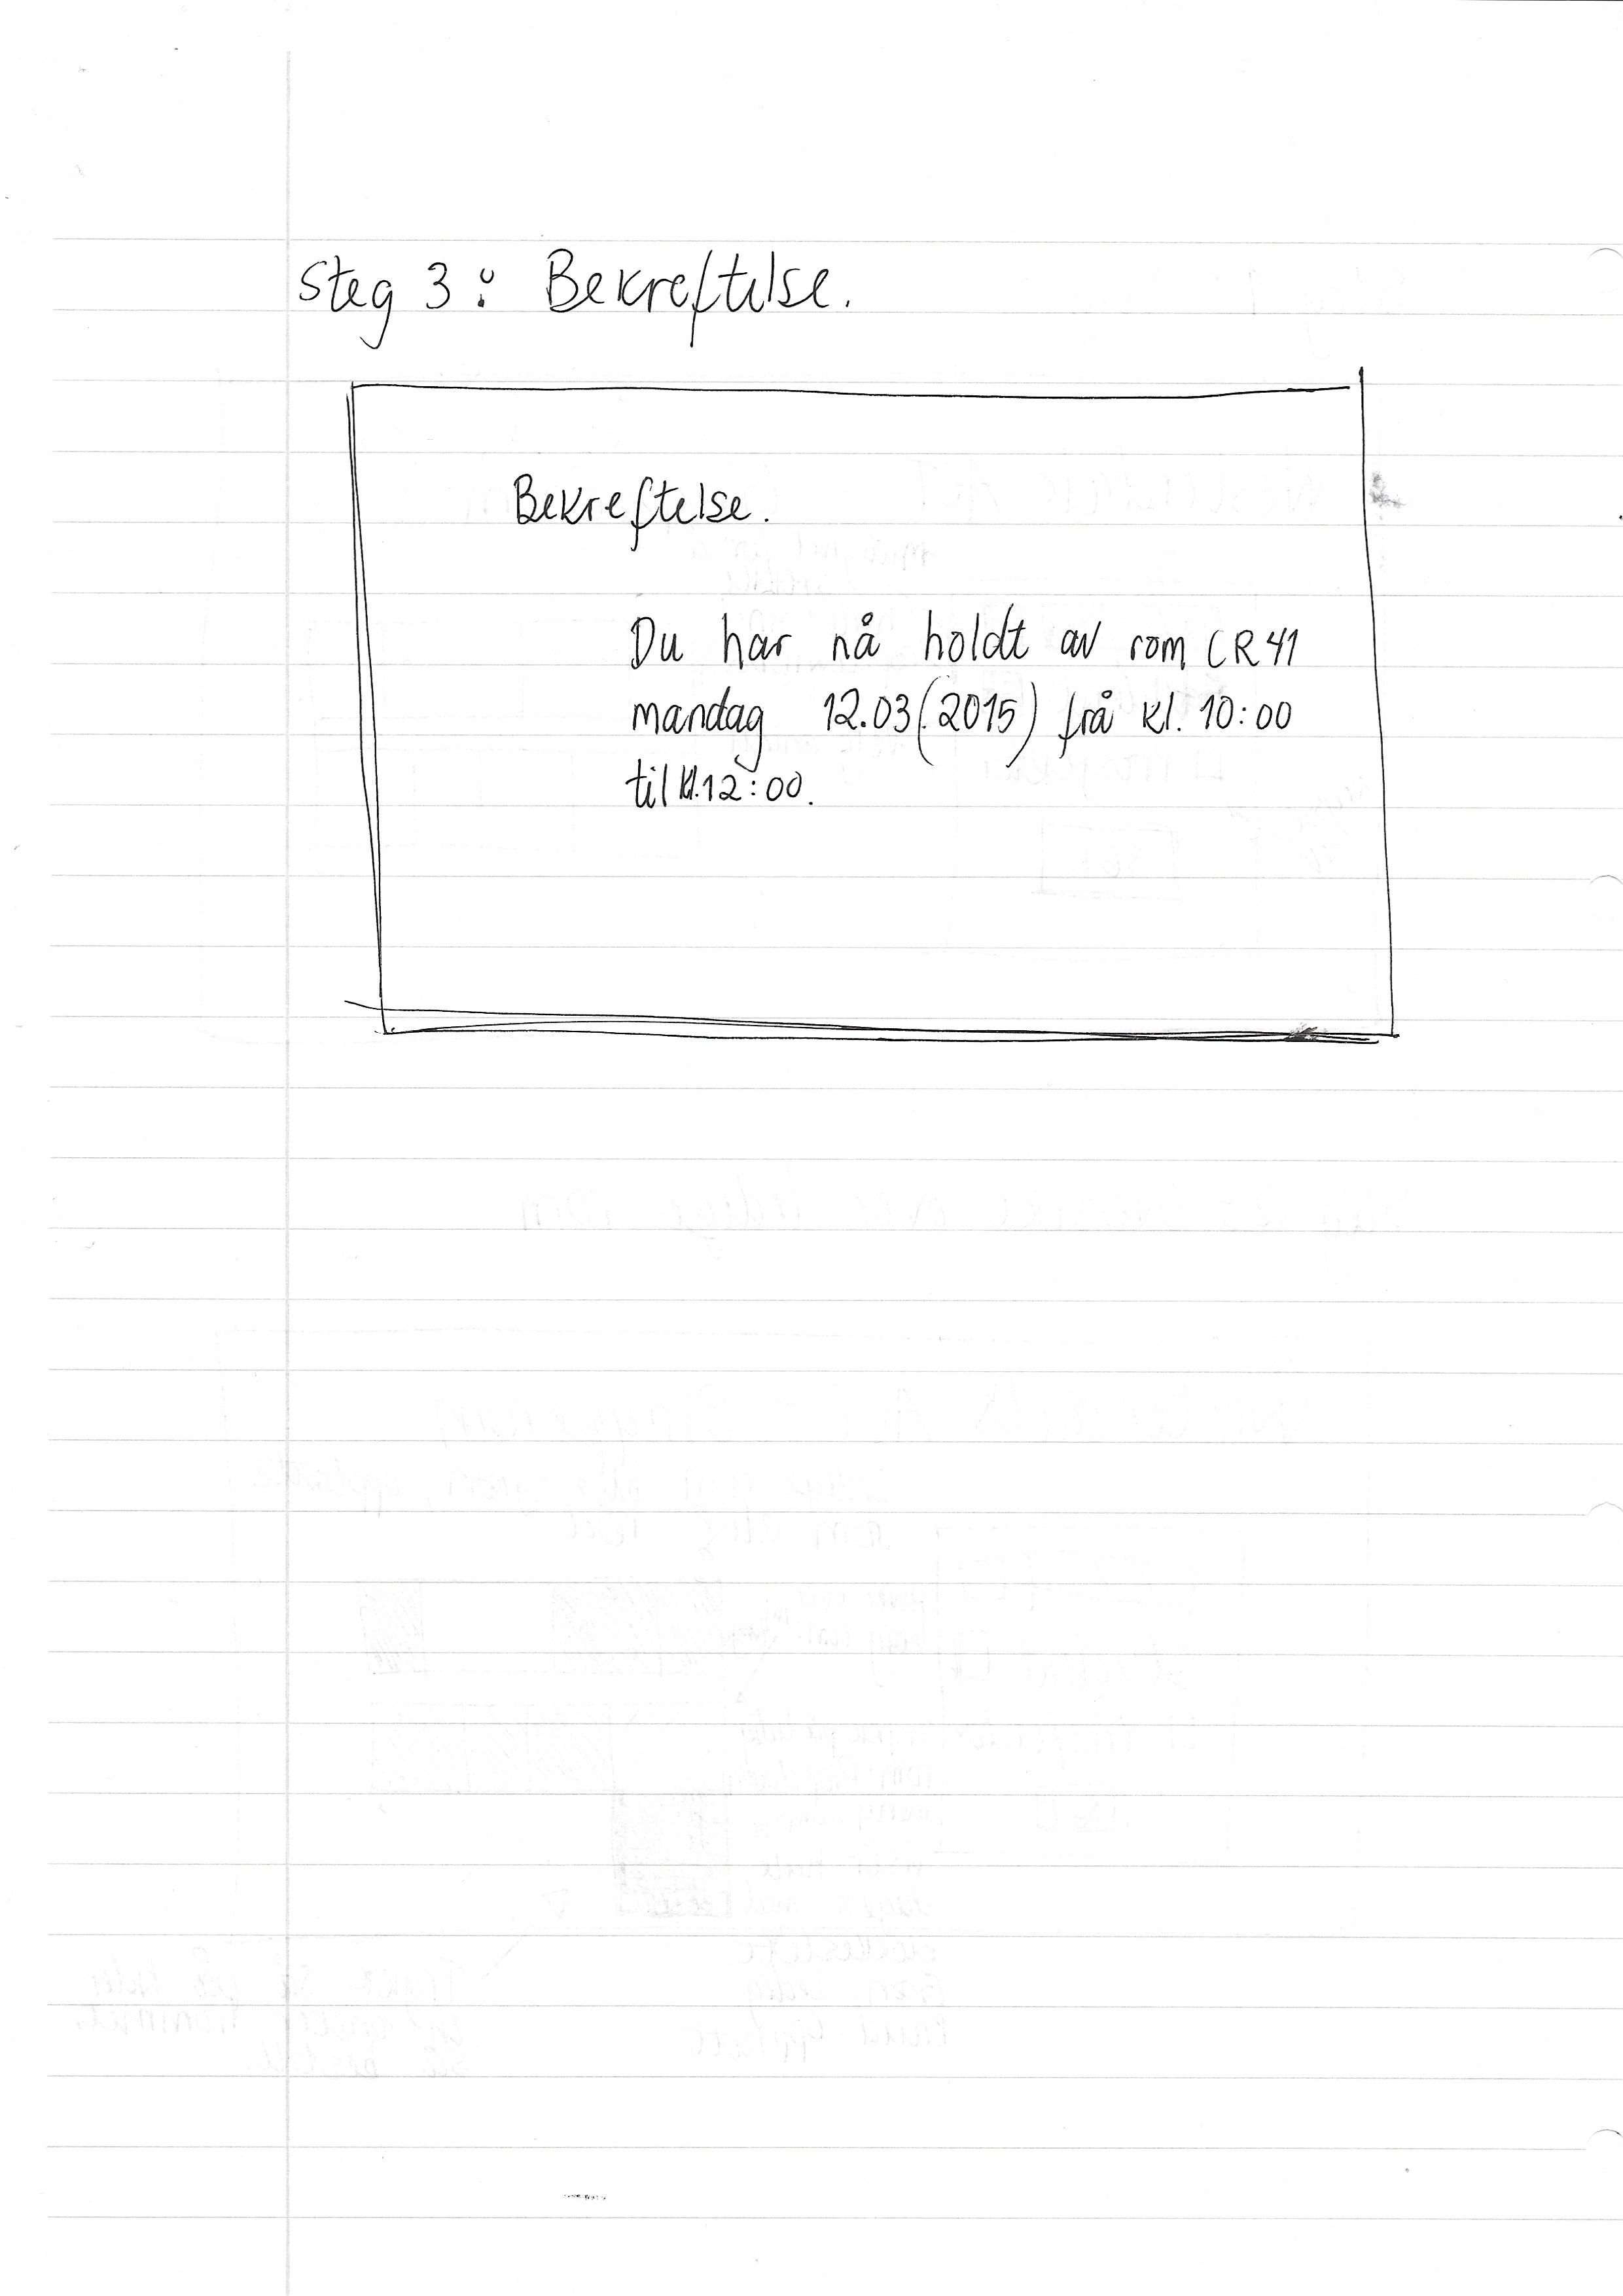 Steg 3: Bekreftelse.
Bekreftelse.
Du har nå holdt av rom CR41
mandag 12.03(.2015) frå kl. 10:00
til kl.12:00.